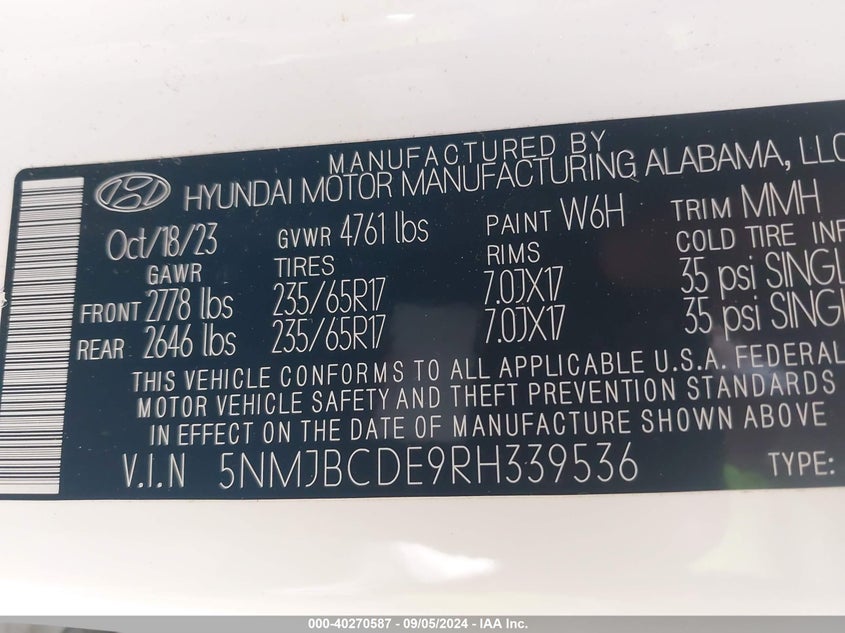 MANUFACTURED BY
HYUNDAI MOTOR MANUFACTURING ALABAMA, LLC
Oct/18/23 GVWR 4761 lbs PAINT W6H TRIM MMH
GAWR TIRES RIMS COLD TIRE INF
FRONT 2778 lbs 235/65R17 7.0JX17 35 psi SINGL
REAR 2646 lbs 235/65R17 7.0JX17 35 psi SINGL
THIS VEHICLE CONFORMS TO ALL APPLICABLE U.S.A. FEDERAL
MOTOR VEHICLE SAFETY AND THEFT PREVENTION STANDARDS
IN EFFECT ON THE DATE OF MANUFACTURE SHOWN ABOVE
V.I.N 5NMJBCDE9RH339536 TYPE:
000-40270587 - 09/05/2024 - IAA Inc.